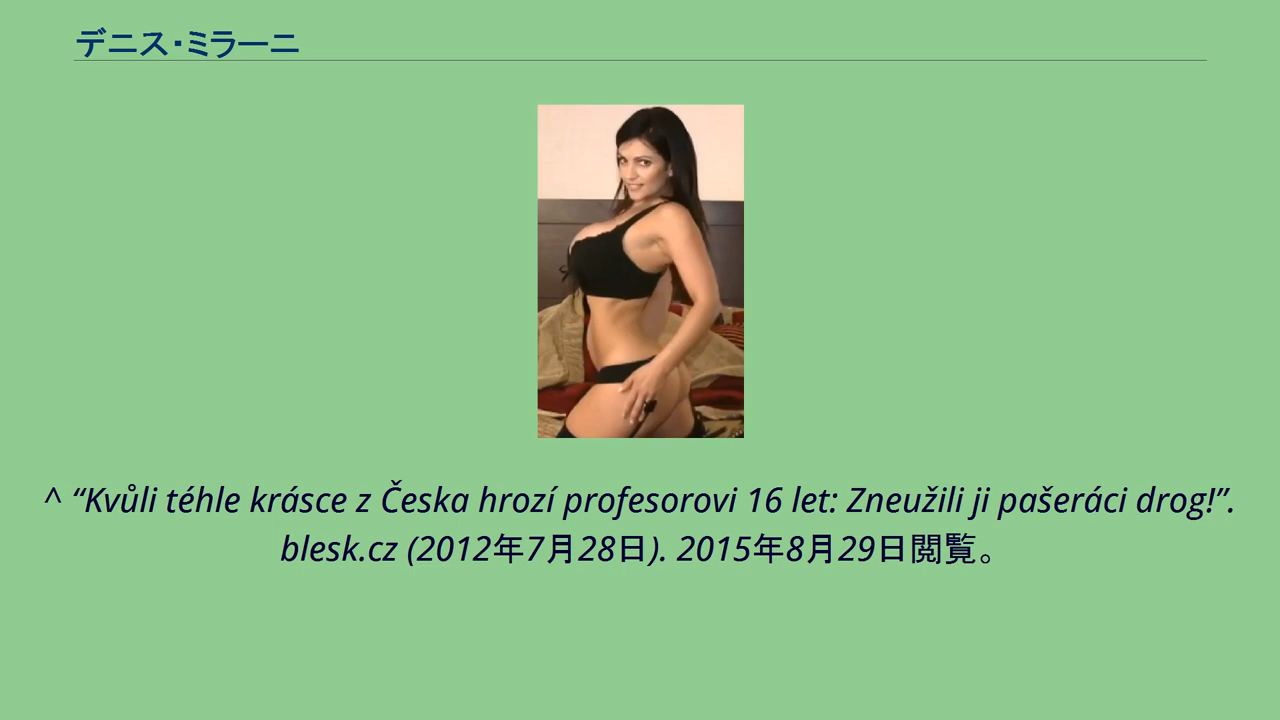 デニス・ミラーニ
^ “Kvůli téhle krásce z Česka hrozí profesorovi 16 let: Zneužili ji pašeráci drog!”.
blesk.cz (2012年7月28日). 2015年8月29日閲覧。